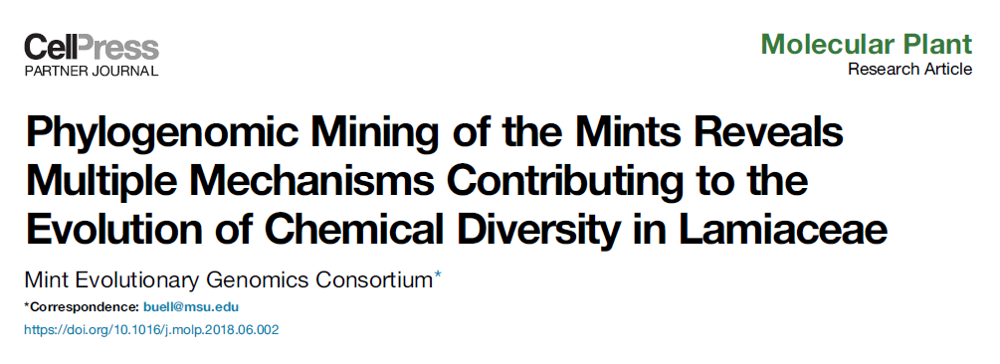 CellPress
PARTNER JOURNAL
Molecular Plant
Research Article
Phylogenomic Mining of the Mints Reveals
Multiple Mechanisms Contributing to the
Evolution of Chemical Diversity in Lamiaceae
Mint Evolutionary Genomics Consortium*
*Correspondence: buell@msu.edu
https://doi.org/10.1016/j.molp.2018.06.002